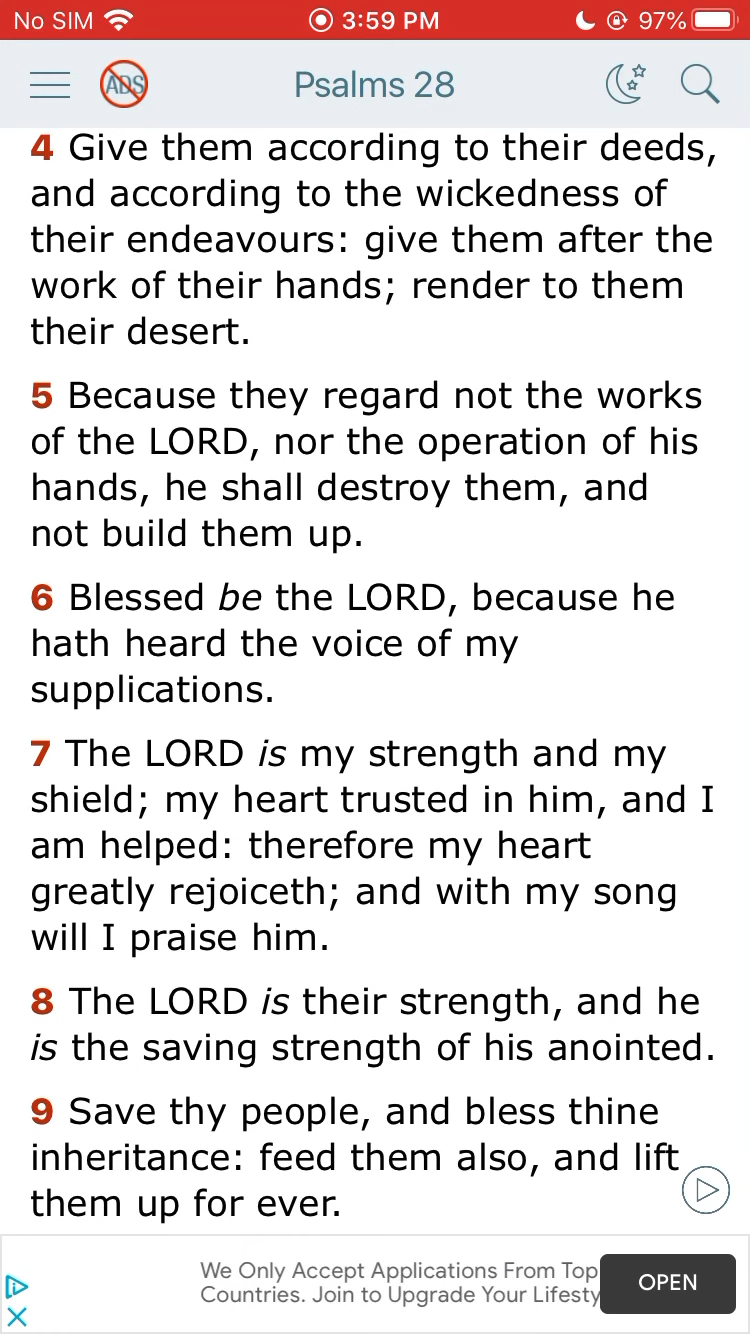 No SIM 3:59 PM 97%
ADS Psalms 28
4 Give them according to their deeds,
and according to the wickedness of
their endeavours: give them after the
work of their hands; render to them
their desert.
5 Because they regard not the works
of the LORD, nor the operation of his
hands, he shall destroy them, and
not build them up.
6 Blessed be the LORD, because he
hath heard the voice of my
supplications.
7 The LORD is my strength and my
shield; my heart trusted in him, and I
am helped: therefore my heart
greatly rejoiceth; and with my song
will I praise him.
8 The LORD is their strength, and he
is the saving strength of his anointed.
9 Save thy people, and bless thine
inheritance: feed them also, and lift
them up for ever.
We Only Accept Applications From Top
Countries. Join to Upgrade Your Lifesty
OPEN